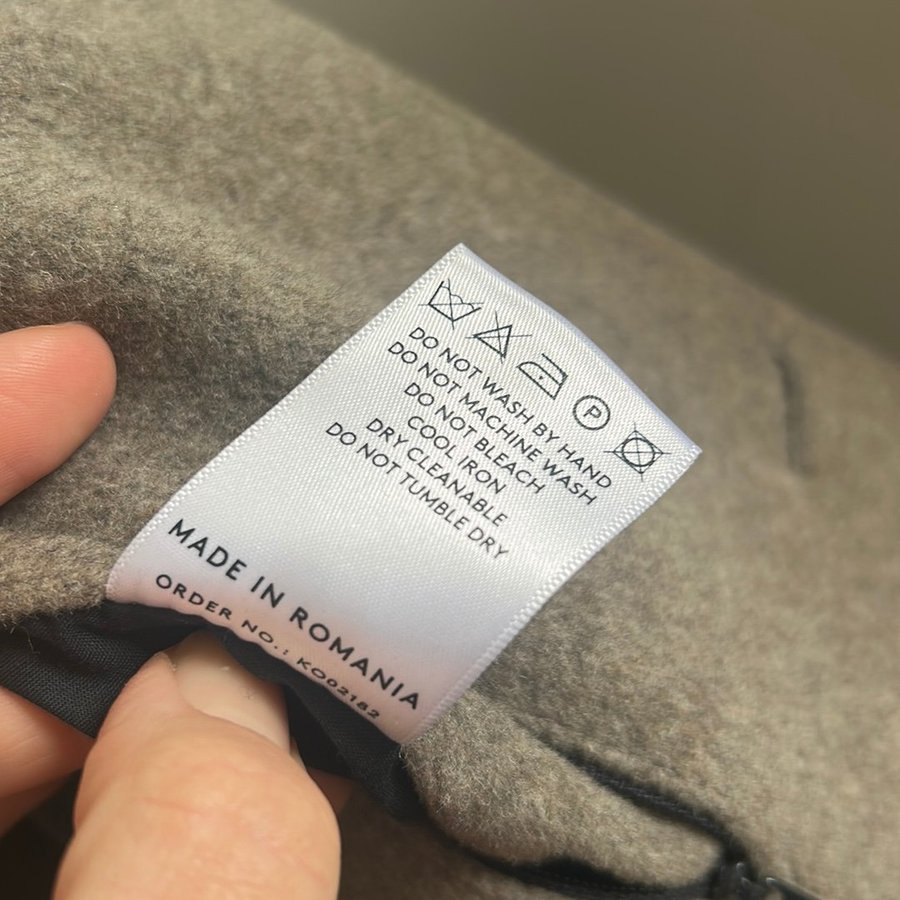 P
DO NOT WASH BY HAND
DO NOT MACHINE WASH
DO NOT BLEACH
COOL IRON
DRY CLEANABLE
DO NOT TUMBLE DRY
MADE IN ROMANIA
ORDER NO.: KO02182